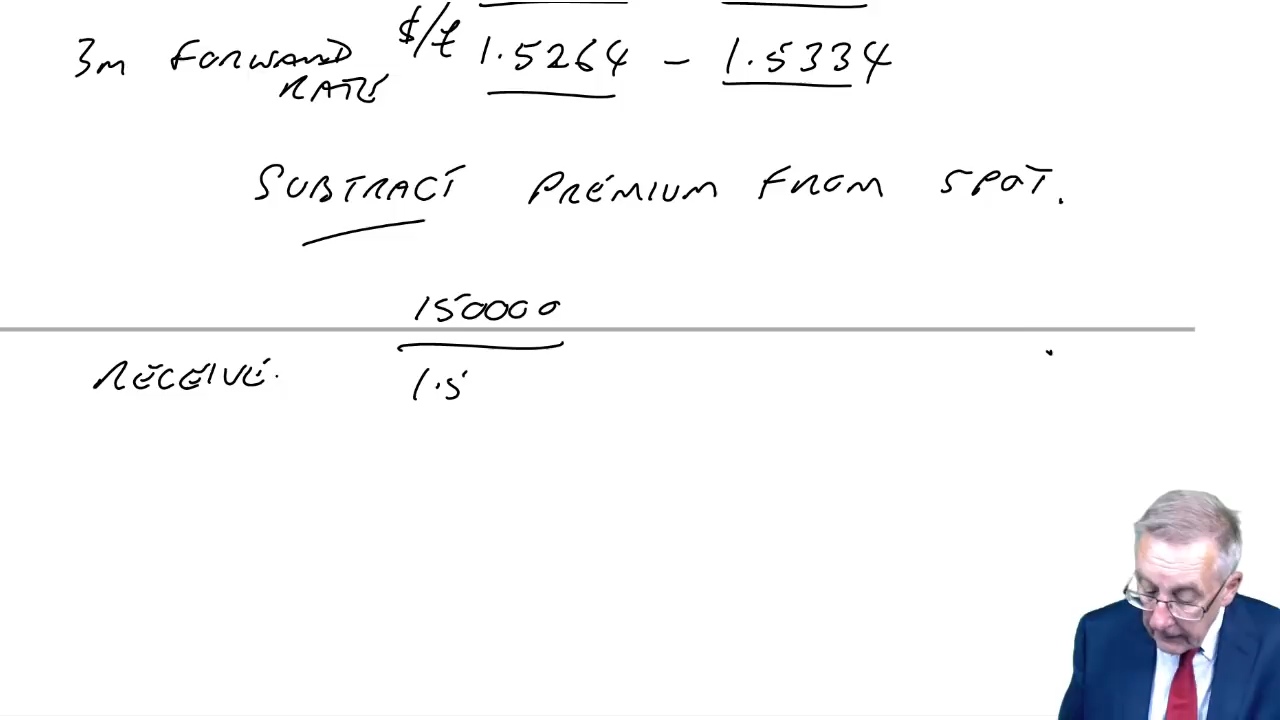 3m FORWARD $/£ 1.5264 - 1.5334
RATE
SUBTRACT PREMIUM FROM SPOT.
150000
RECEIVE. 1.5